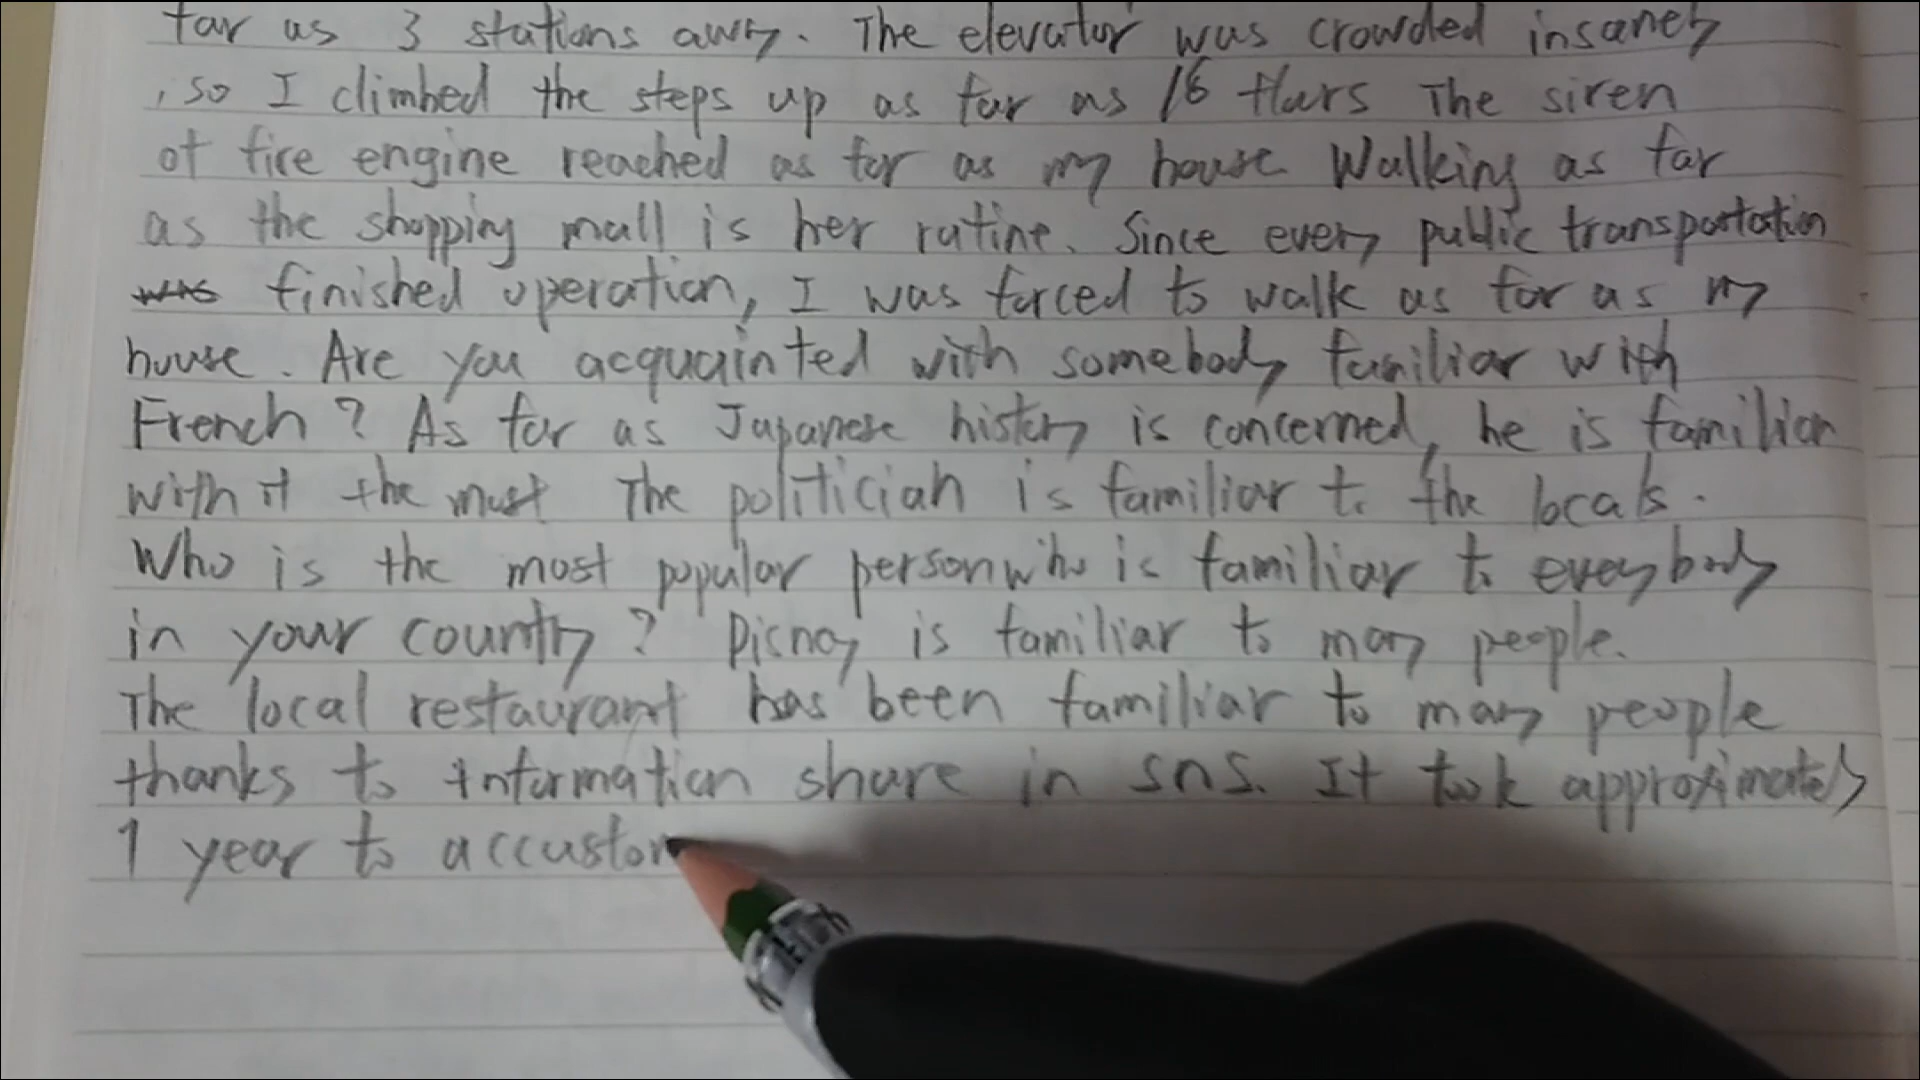 far as 3 stations away. The elevator was crowded insanely
, so I climbed the steps up as far as 16 flurs The siren
of fire engine reached as far as my house Walking as far
as the shopping mall is her rutine. Since every public transportation
was finished operation, I was forced to walk as far as my
house. Are you acquainted with somebody familiar with
French? As far as Japanese history is concerned, he is familiar
with it the most The politician is familiar to the locals.
Who is the most popular person who is familiar to everybody
in your country? Disney is familiar to many people.
The local restaurant has been familiar to many people
thanks to information share in SnS. It took approximately
1 year to accustom